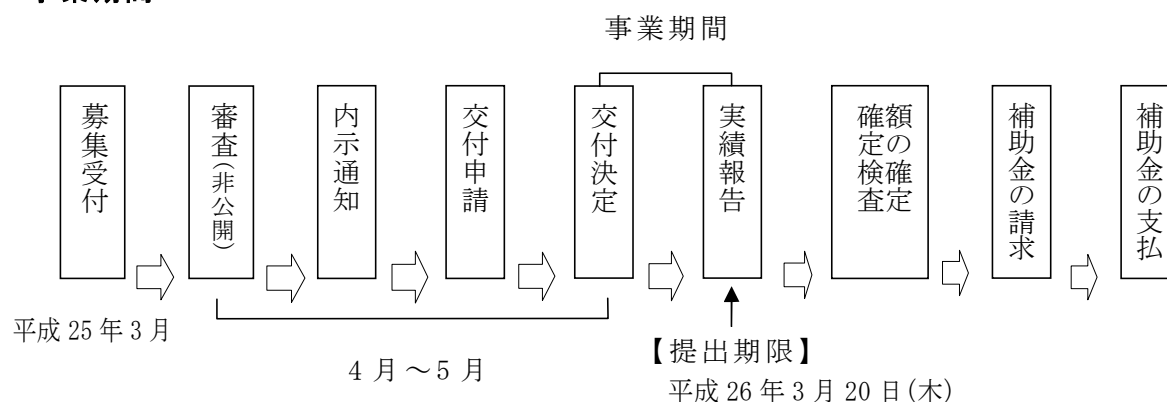 事業期間
募集受付
審査(非公開)
内示通知
交付申請
交付決定
実績報告
額の確定
確定検査
補助金の請求
補助金の支払
平成25年3月
4月～5月
【提出期限】
平成26年3月20日(木)